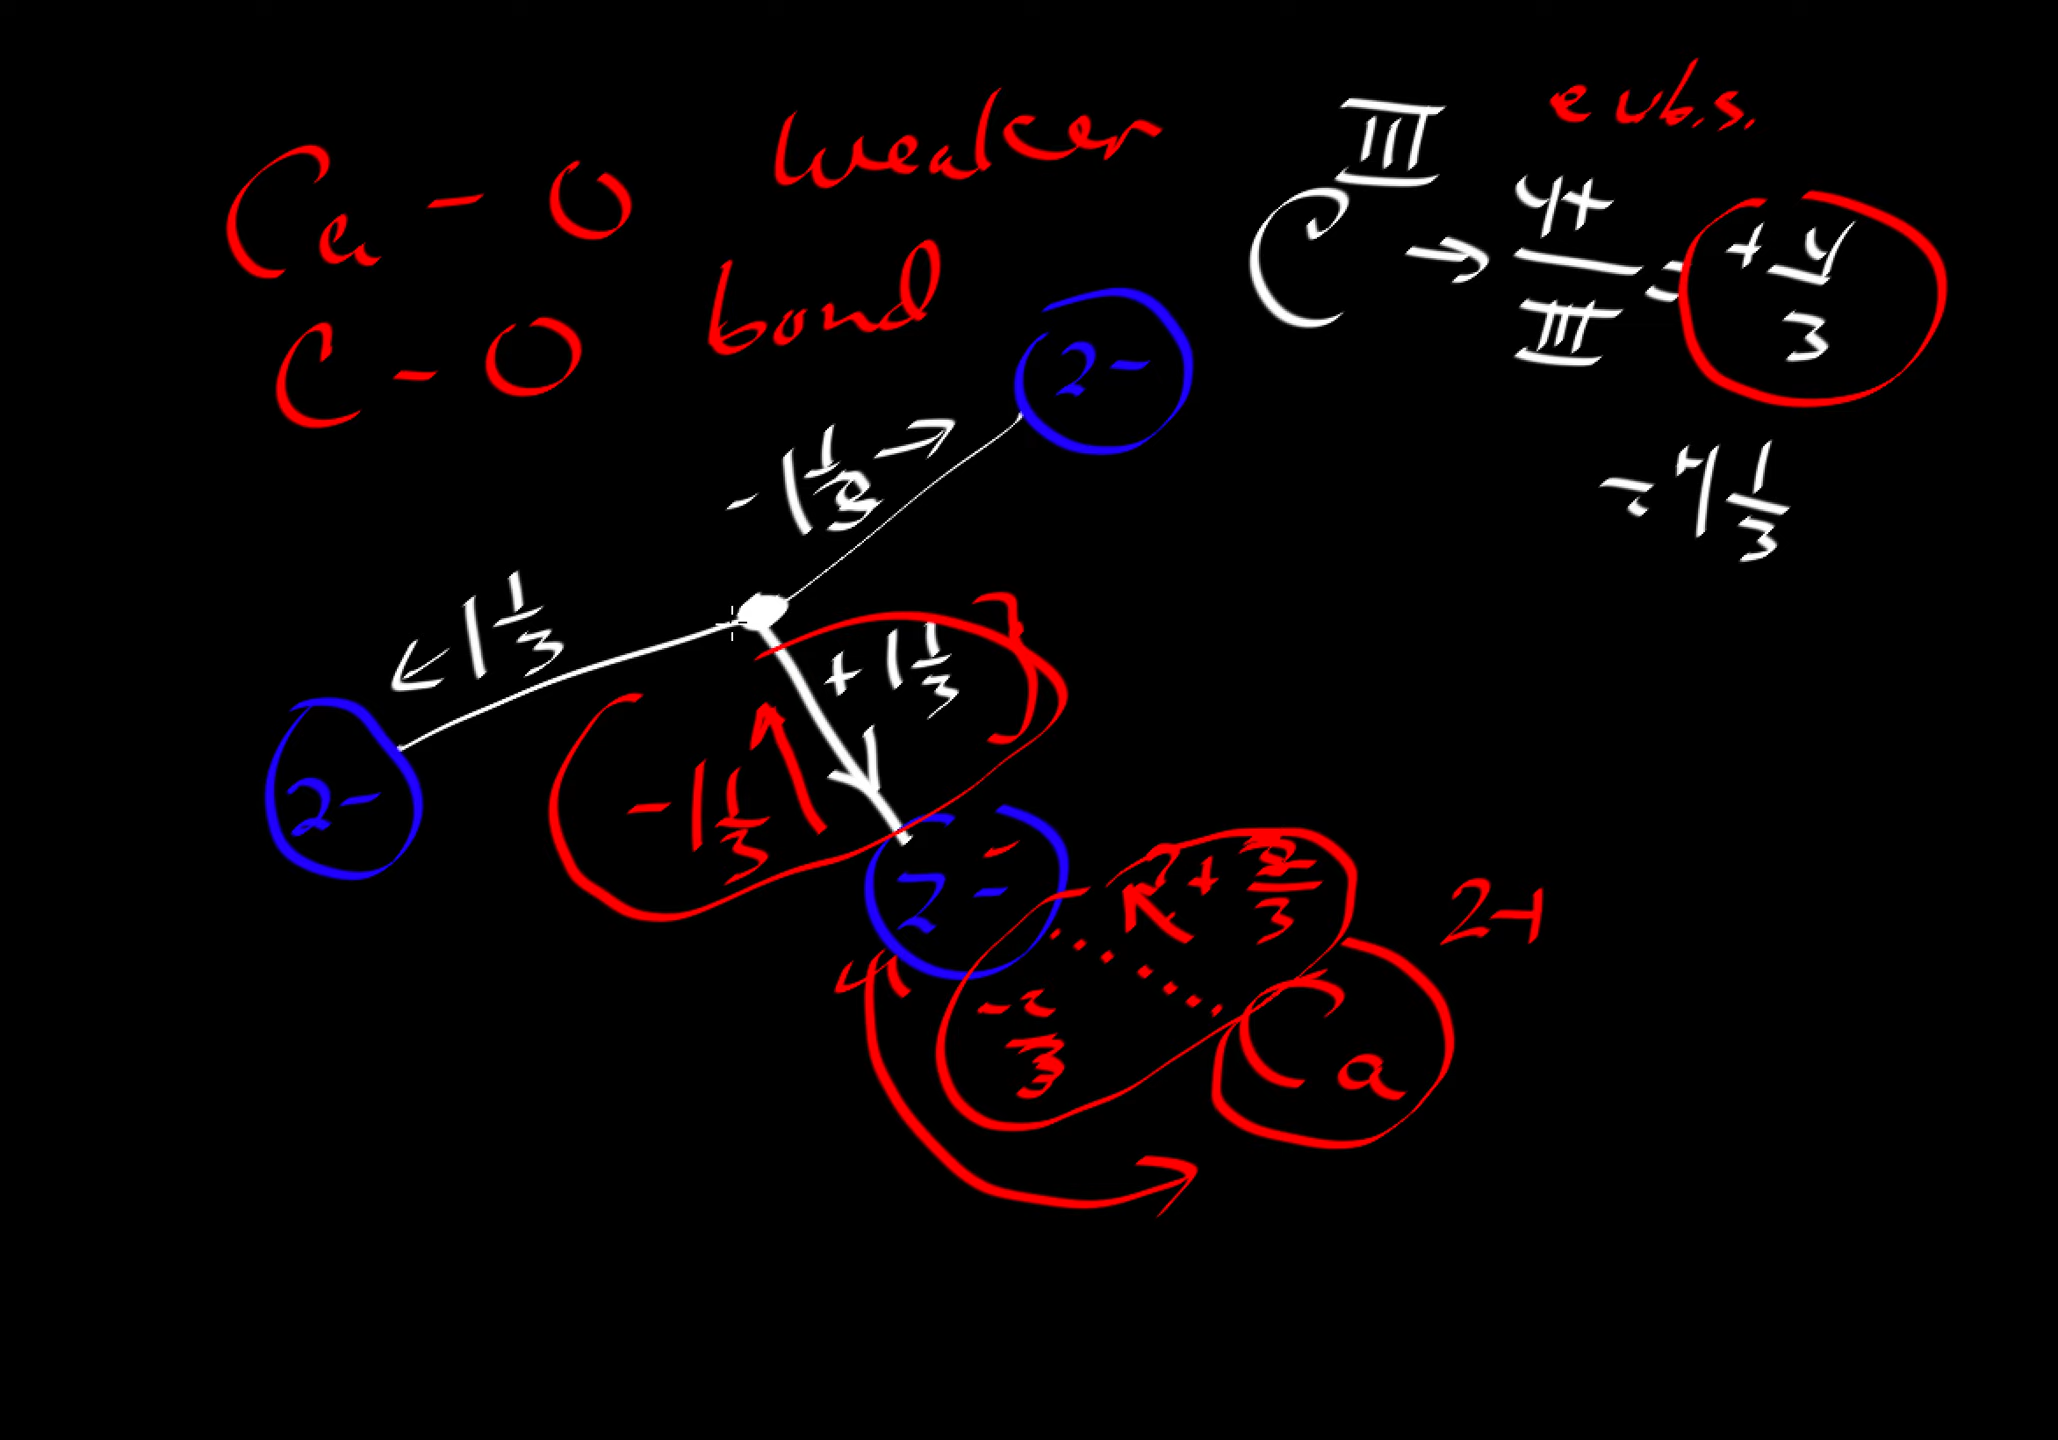 Ca - O weaker
C - O bond
III
C → 4+ / III = + 4/3
e v b. s.
= +1 1/3
2-
- 1 1/3 →
← 1 1/3
+ 1 1/3
2-
- 1 1/3
2 -
+ 2/3
2+
- 2/3
Ca